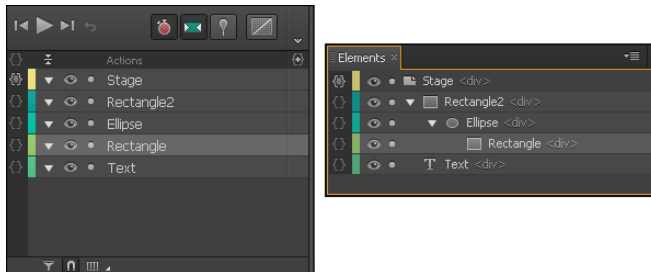 Actions
Stage
Rectangle2
Ellipse
Rectangle
Text
Elements
Stage <div>
Rectangle2 <div>
Ellipse <div>
Rectangle <div>
T Text <div>